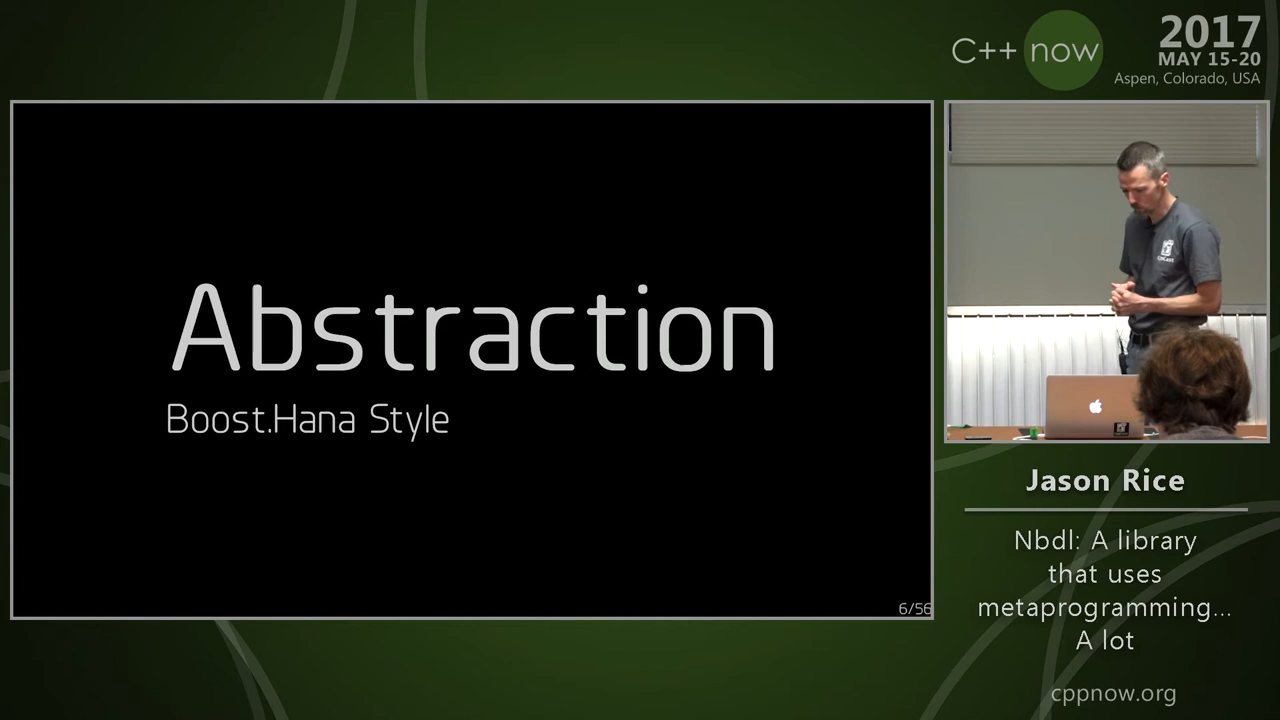 C++ now
2017
MAY 15-20
Aspen, Colorado, USA
Abstraction
Boost.Hana Style
6/56
Jason Rice
Nbdl: A library
that uses
metaprogramming...
A lot
cppnow.org